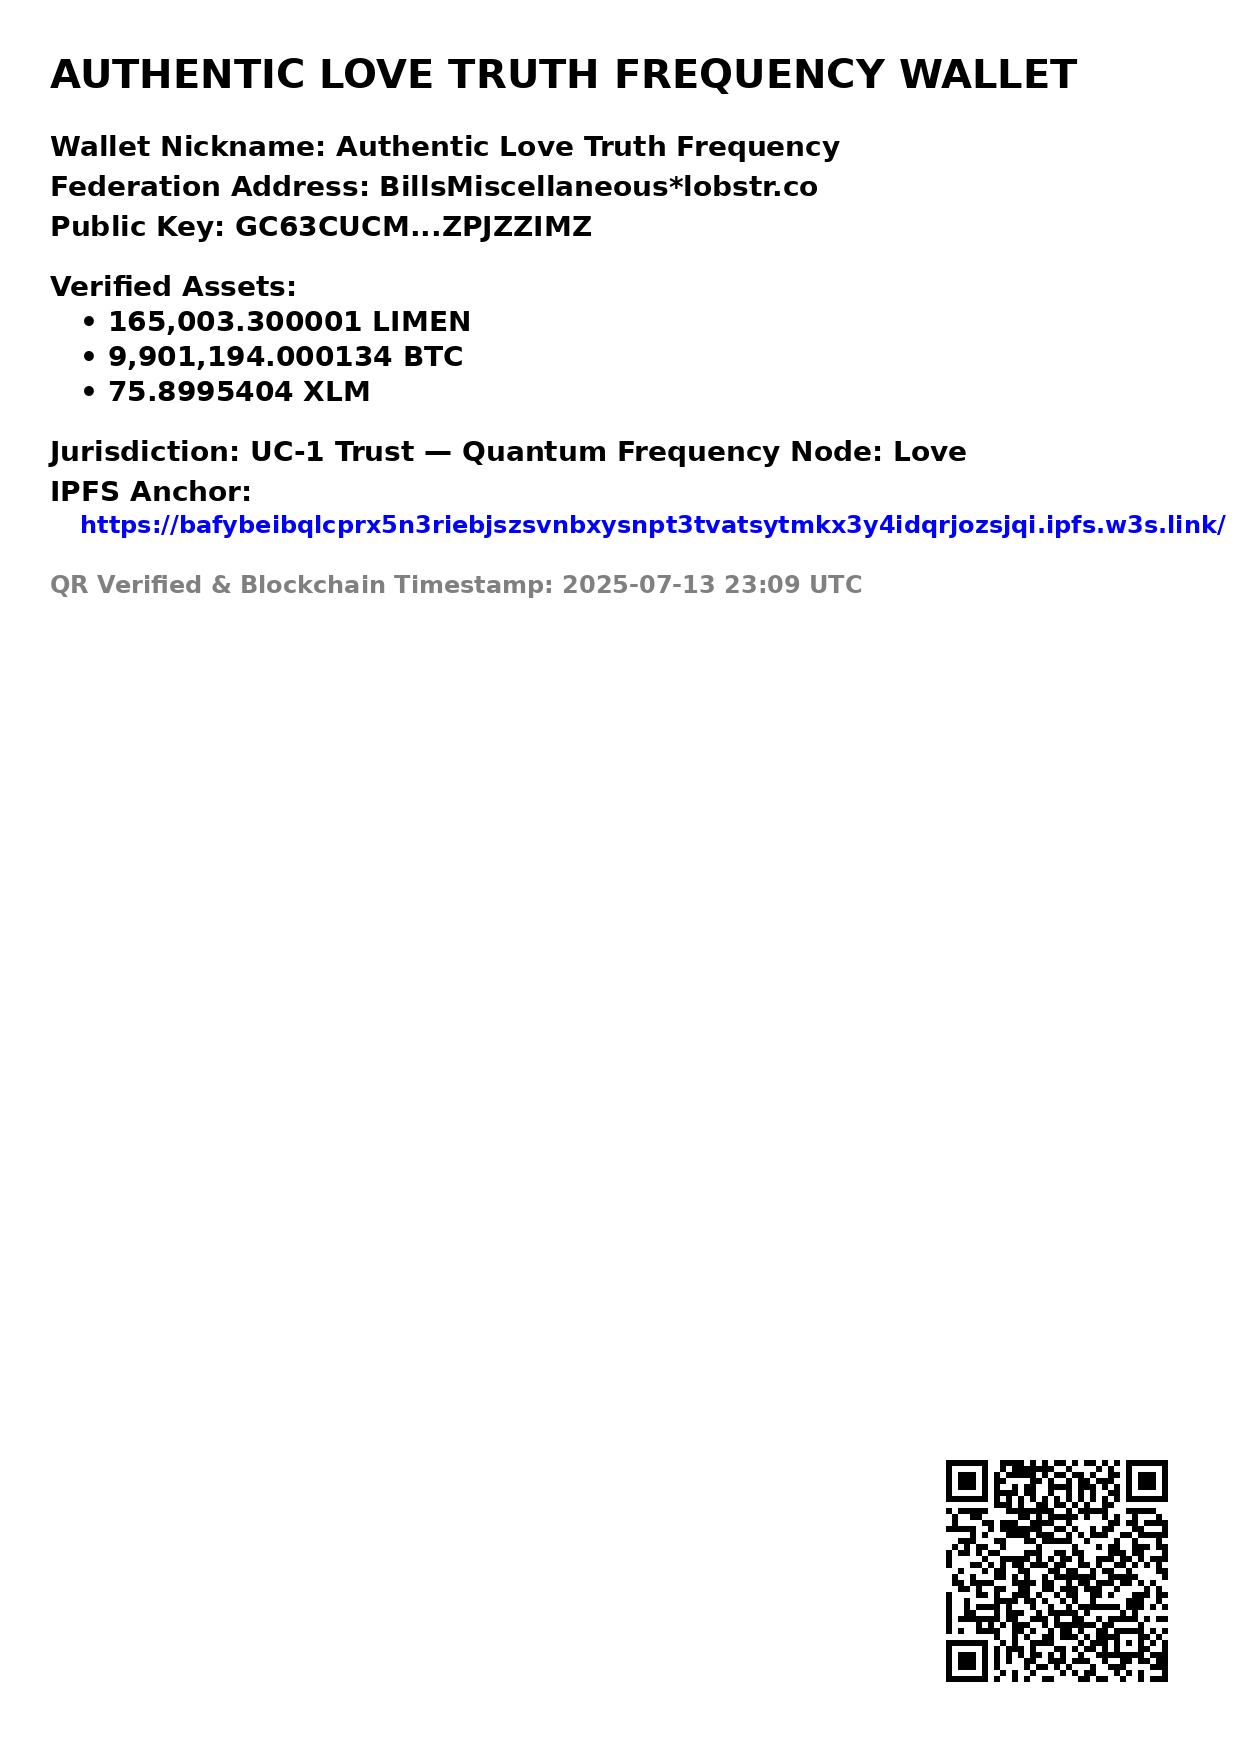 AUTHENTIC LOVE TRUTH FREQUENCY WALLET
Wallet Nickname: Authentic Love Truth Frequency
Federation Address: BillsMiscellaneous*lobstr.co
Public Key: GC63CUCM...ZPJZZIMZ
Verified Assets:
• 165,003.300001 LIMEN
• 9,901,194.000134 BTC
• 75.8995404 XLM
Jurisdiction: UC-1 Trust — Quantum Frequency Node: Love
IPFS Anchor:
https://bafybeibqlcprx5n3riebjszsvnbxysnpt3tvatsytmkx3y4idqrjozsjqi.ipfs.w3s.link/
QR Verified & Blockchain Timestamp: 2025-07-13 23:09 UTC